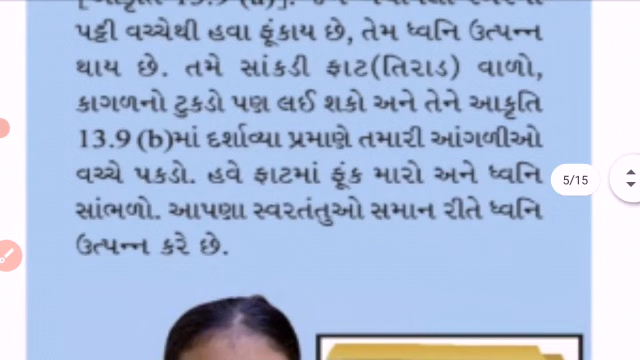 પટ્ટી વચ્ચેથી હવા ફૂંકાય છે, તેમ ધ્વનિ ઉત્પન્ન
થાય છે. તમે સાંકડી ફાટ(તિરાડ) વાળો,
કાગળનો ટુકડો પણ લઈ શકો અને તેને આકૃતિ
13.9 (b)માં દર્શાવ્યા પ્રમાણે તમારી આંગળીઓ
વચ્ચે પકડો. હવે ફાટમાં ફૂંક મારો અને ધ્વનિ
5/15
સાંભળો. આપણા સ્વરતંતુઓ સમાન રીતે ધ્વનિ
ઉત્પન્ન કરે છે.